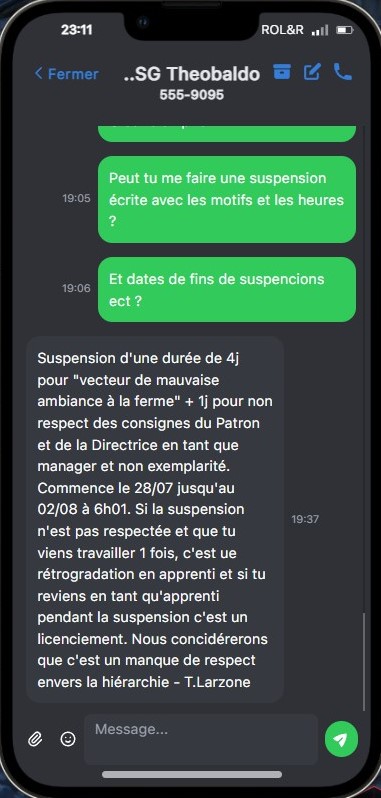 23:11
ROL&R
Fermer
..SG Theobaldo
555-9095
Peut tu me faire une suspension
écrite avec les motifs et les heures
?
19:05
Et dates de fins de suspencions
ect ?
19:06
Suspension d'une durée de 4j
pour "vecteur de mauvaise
ambiance à la ferme" + 1j pour non
respect des consignes du Patron
et de la Directrice en tant que
manager et non exemplarité.
Commence le 28/07 jusqu'au
02/08 à 6h01. Si la suspension
n'est pas respectée et que tu
viens travailler 1 fois, c'est ue
rétrogradation en apprenti et si tu
reviens en tant qu'apprenti
pendant la suspension c'est un
licenciement. Nous concidérerons
que c'est un manque de respect
envers la hiérarchie - T.Larzone
19:37
Message...